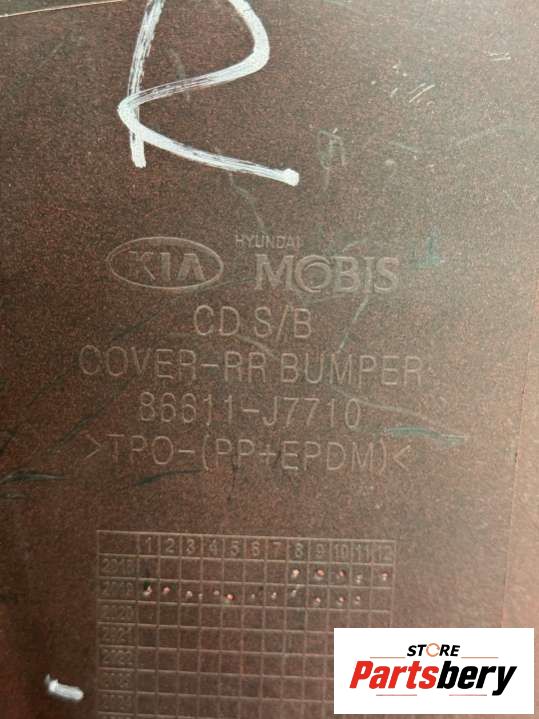 R
HYUNDAI
KIA MOBIS
CD S/B
COVER-RR BUMPER
86611-J7710
>TPO-(PP+EPDM)<
1 2 3 4 5 6 7 8 9 10 11 12
2018
2019
2020
2021
STORE
Partsbery